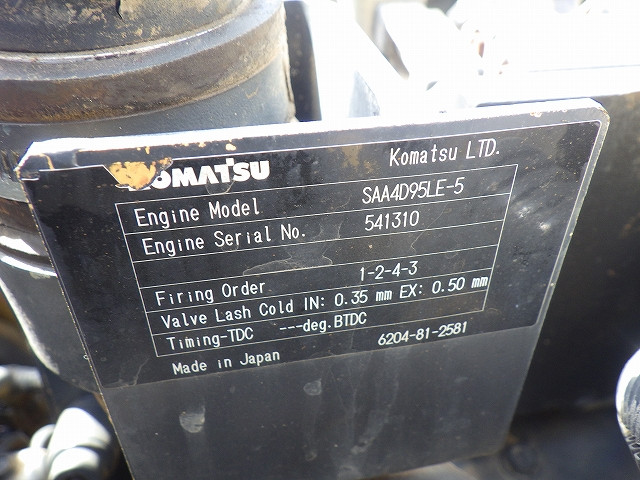 KOMATSU
Komatsu LTD.
Engine Model SAA4D95LE-5
Engine Serial No. 541310
Firing Order 1-2-4-3
Valve Lash Cold IN: 0.35 mm EX: 0.50 mm
Timing-TDC ---deg.BTDC
Made in Japan 6204-81-2581